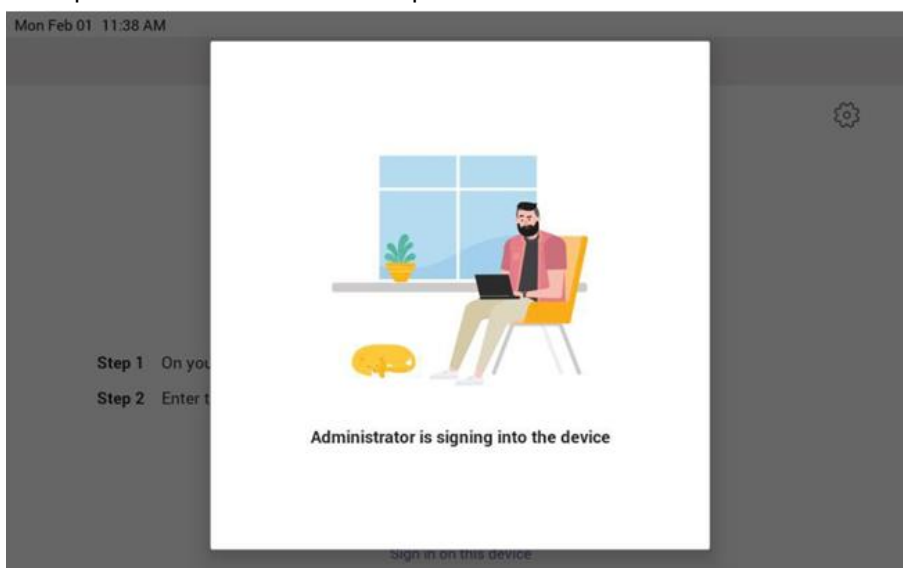 Mon Feb 01 11:38 AM
Step 1 On you
Step 2 Enter t
Administrator is signing into the device
Sign in on this device